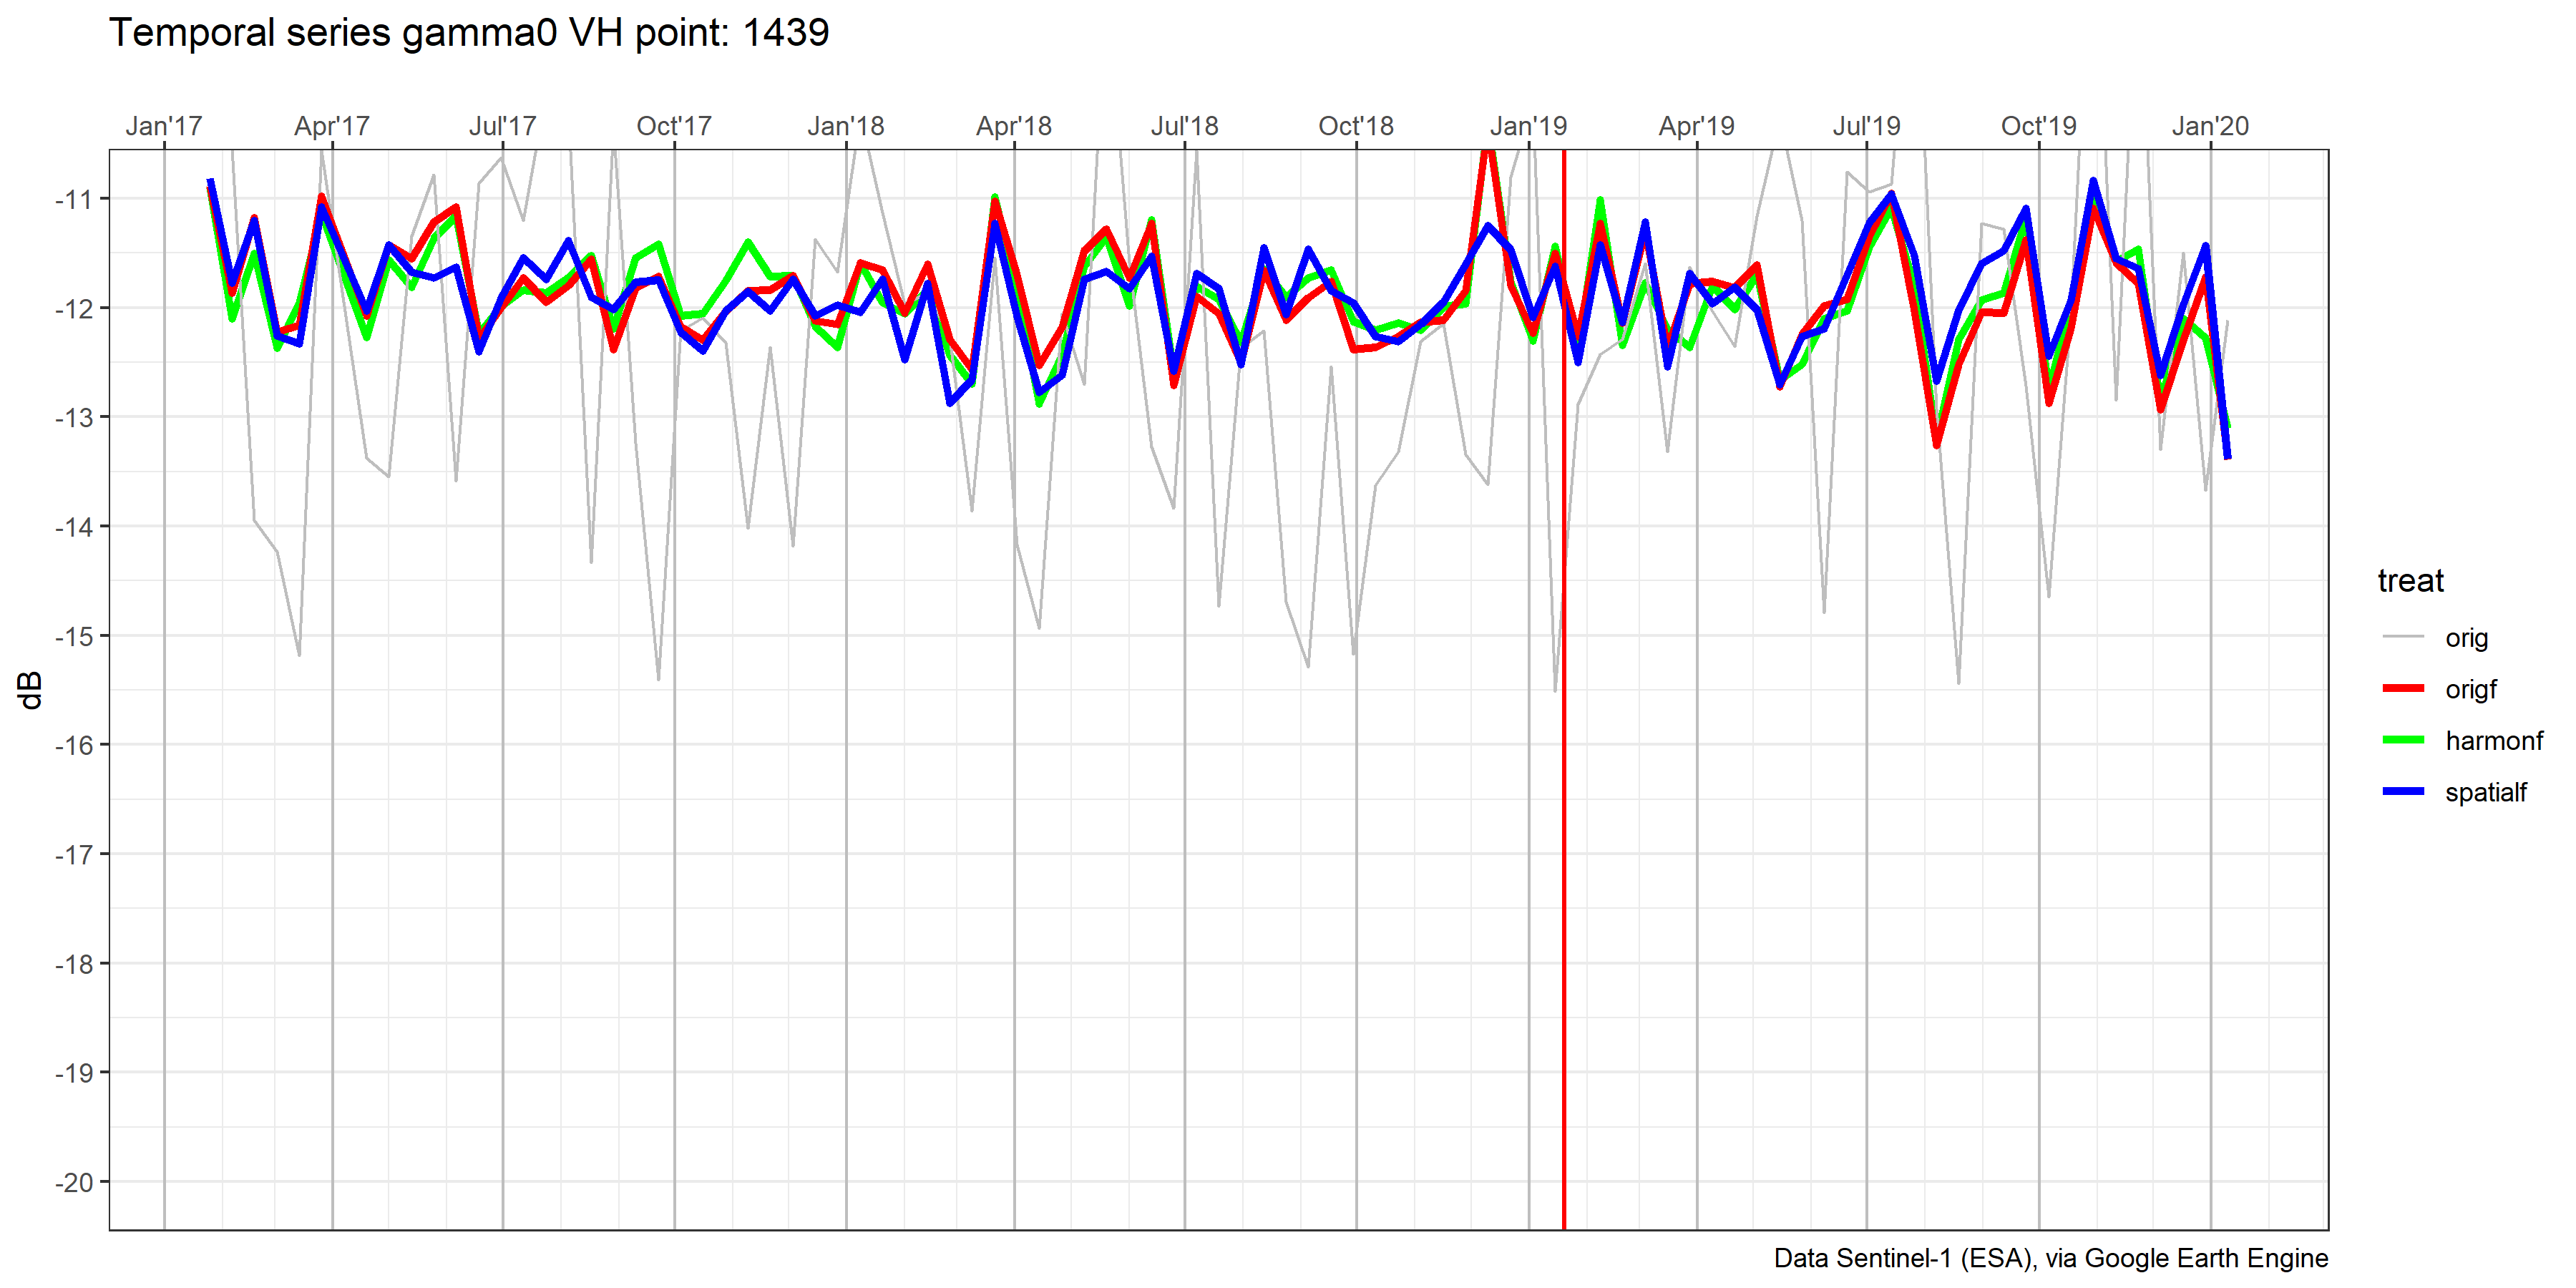 Temporal series gamma0 VH point: 1439
Jan'17 Apr'17 Jul'17 Oct'17 Jan'18 Apr'18 Jul'18 Oct'18 Jan'19 Apr'19 Jul'19 Oct'19 Jan'20
-11
-12
-13
-14
-15
-16
-17
-18
-19
-20
dB
treat
orig
origf
harmonf
spatialf
Data Sentinel-1 (ESA), via Google Earth Engine